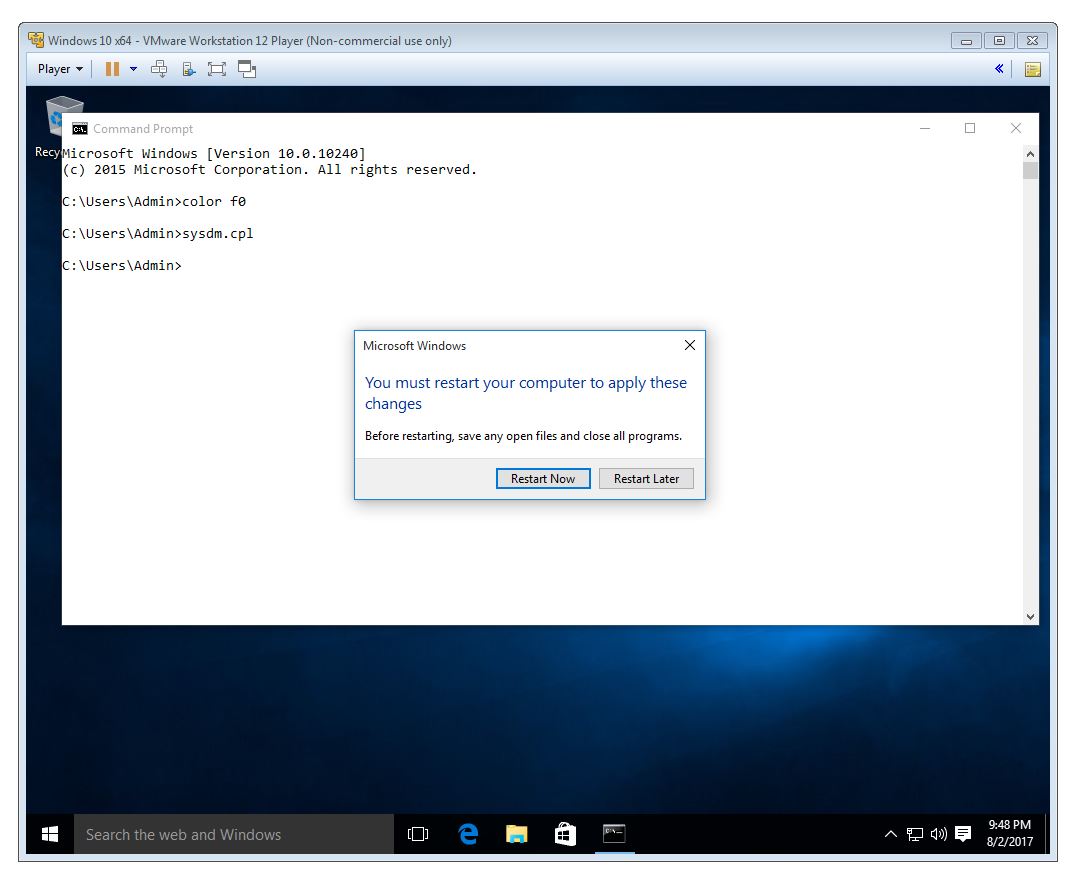 Windows 10 x64 - VMware Workstation 12 Player (Non-commercial use only)
Player
Recy
Command Prompt
Microsoft Windows [Version 10.0.10240]
(c) 2015 Microsoft Corporation. All rights reserved.
C:\Users\Admin>color f0
C:\Users\Admin>sysdm.cpl
C:\Users\Admin>
Microsoft Windows
You must restart your computer to apply these
changes
Before restarting, save any open files and close all programs.
Restart Now
Restart Later
Search the web and Windows
9:48 PM
8/2/2017